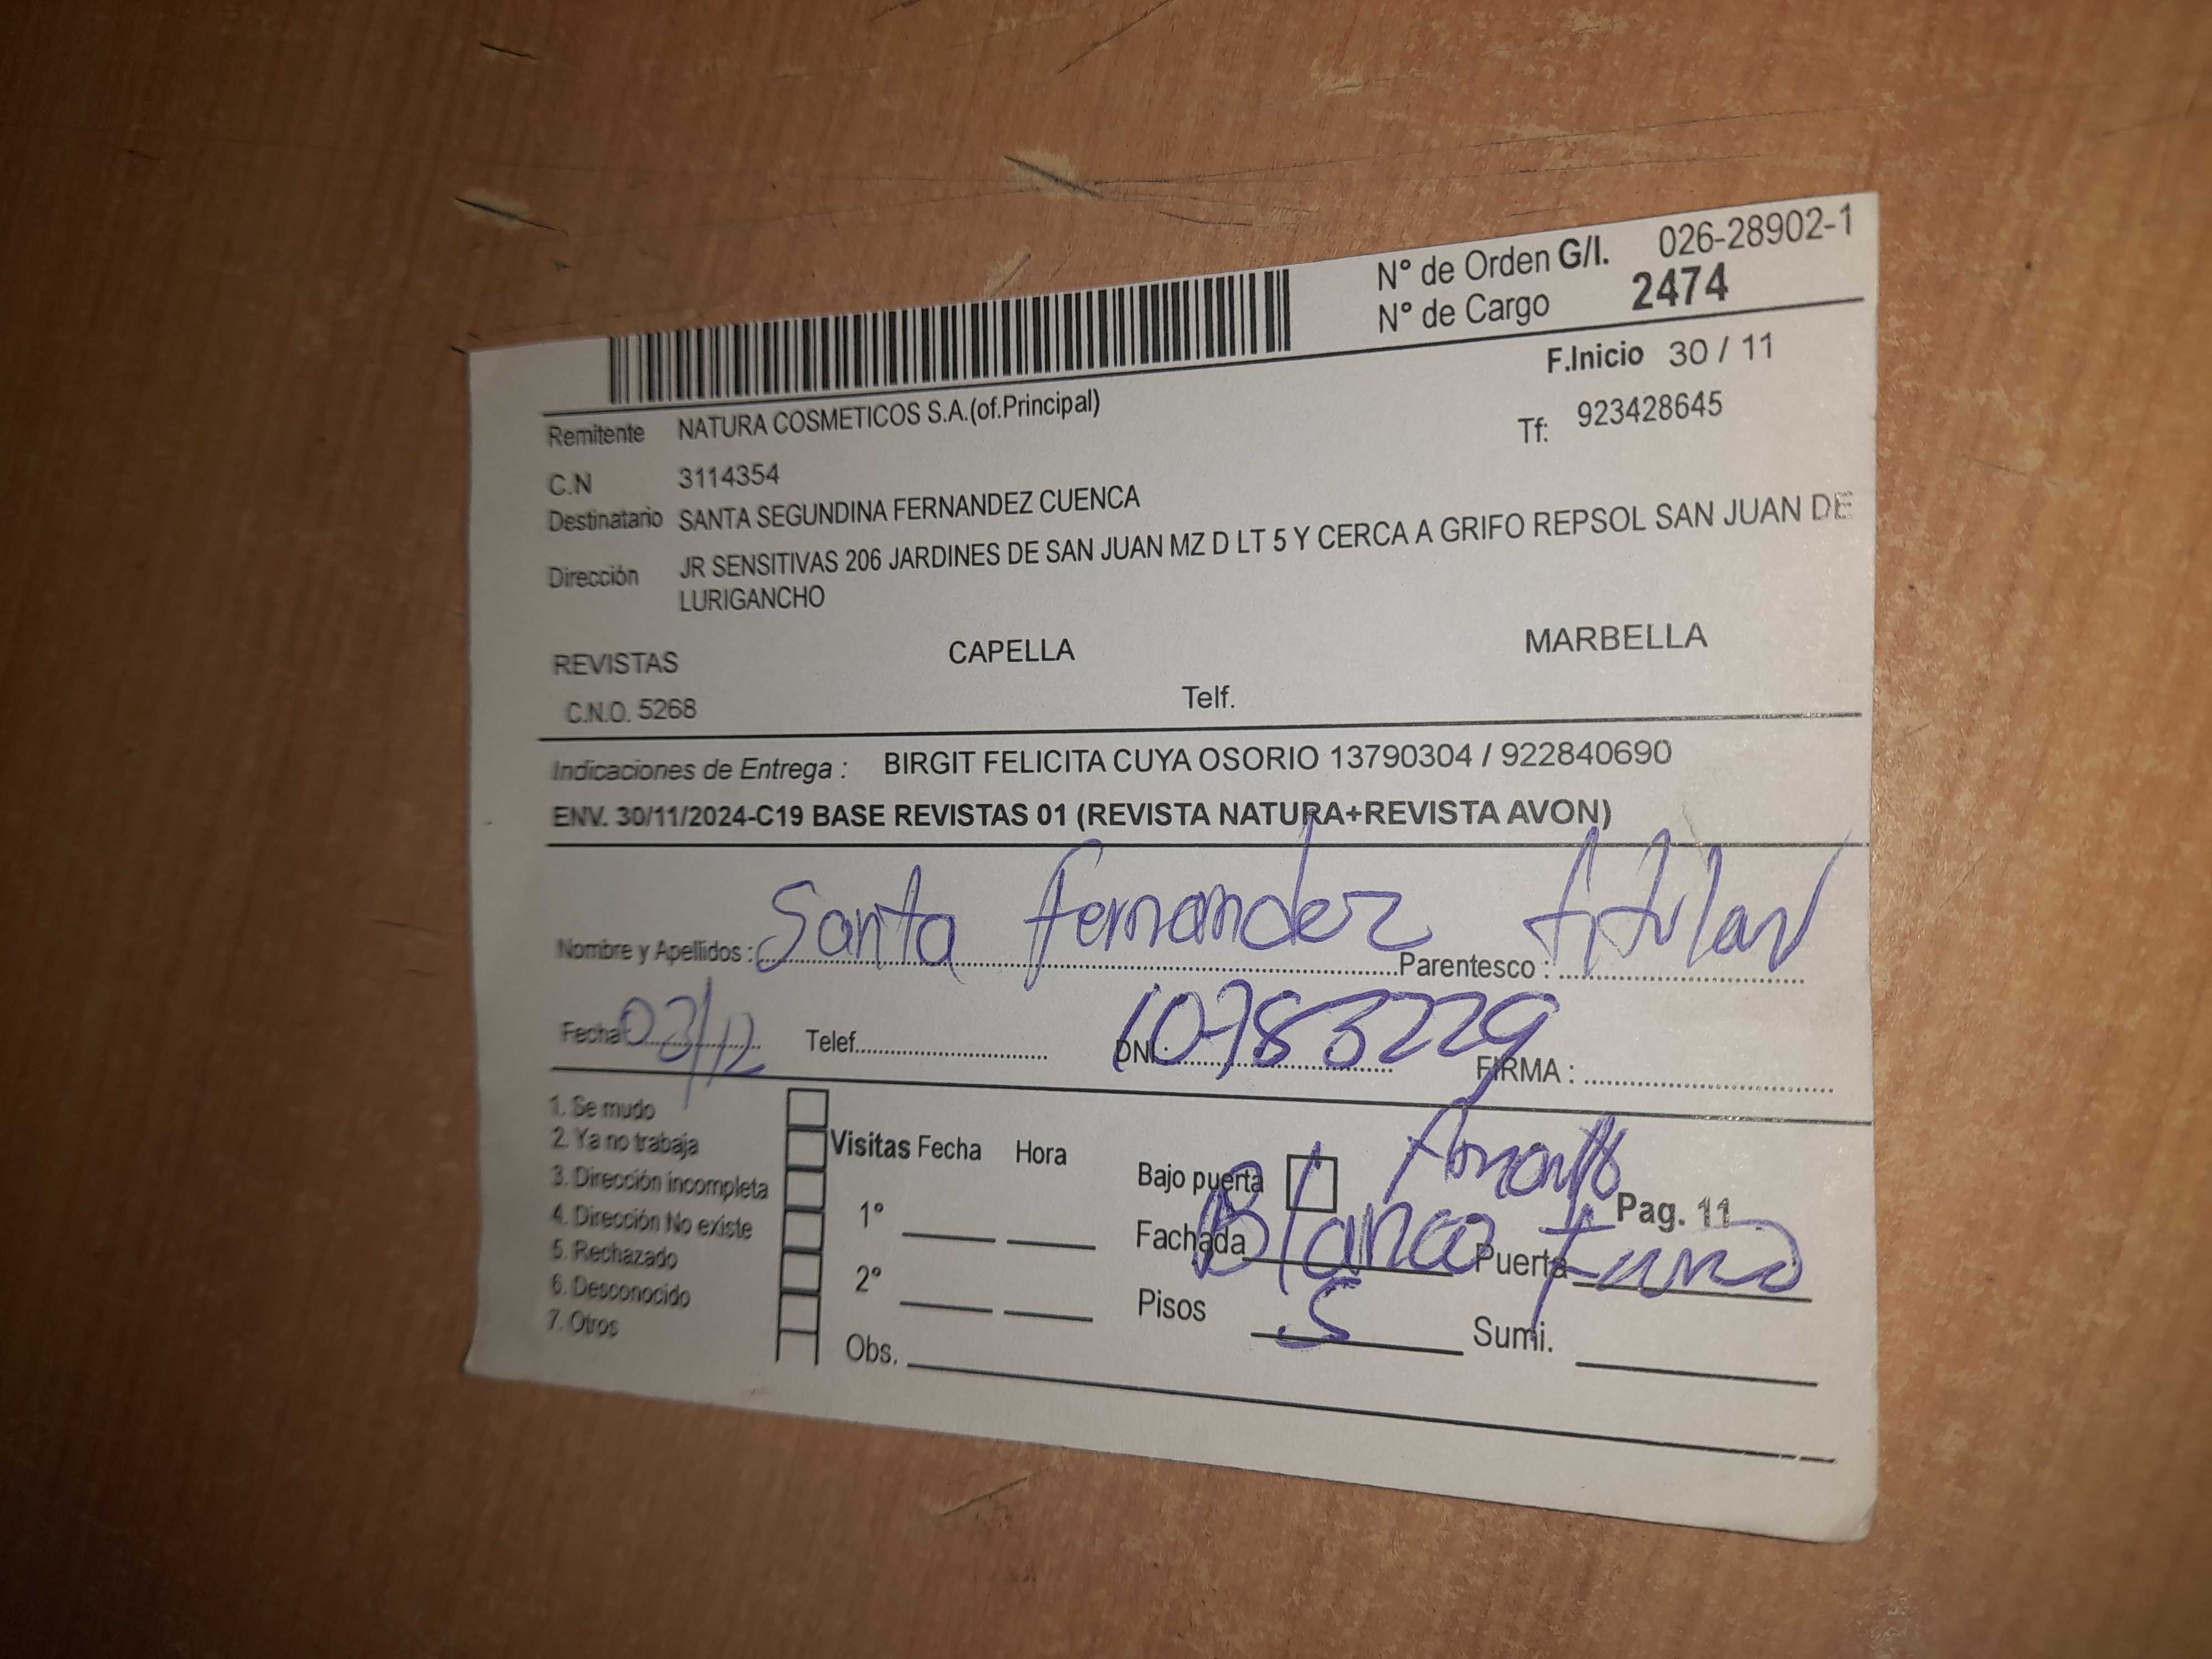 N° de Orden G/I. 026-28902-1
N° de Cargo 2474
F.Inicio 30 / 11
Remitente NATURA COSMETICOS S.A.(of.Principal)
Tf: 923428645
C.N 3114354
Destinatario SANTA SEGUNDINA FERNANDEZ CUENCA
Dirección JR SENSITIVAS 206 JARDINES DE SAN JUAN MZ D LT 5 Y CERCA A GRIFO REPSOL SAN JUAN DE
LURIGANCHO
REVISTAS CAPELLA MARBELLA
C.N.O. 5268 Telf.
Indicaciones de Entrega : BIRGIT FELICITA CUYA OSORIO 13790304 / 922840690
ENV. 30/11/2024-C19 BASE REVISTAS 01 (REVISTA NATURA+REVISTA AVON)
Nombre y Apellidos : Santa fernandez Parentesco : titular
Fecha 03/12 Telef. DNI : 10783229 FIRMA :
1. Se mudo
2. Ya no trabaja
3. Dirección incompleta
4. Dirección No existe
5. Rechazado
6. Desconocido
7. Otros
Visitas Fecha Hora
1°
2°
Obs.
Bajo puerta
Pag. 11
Fachada Blanco Puerta
Pisos 5 Sumi.